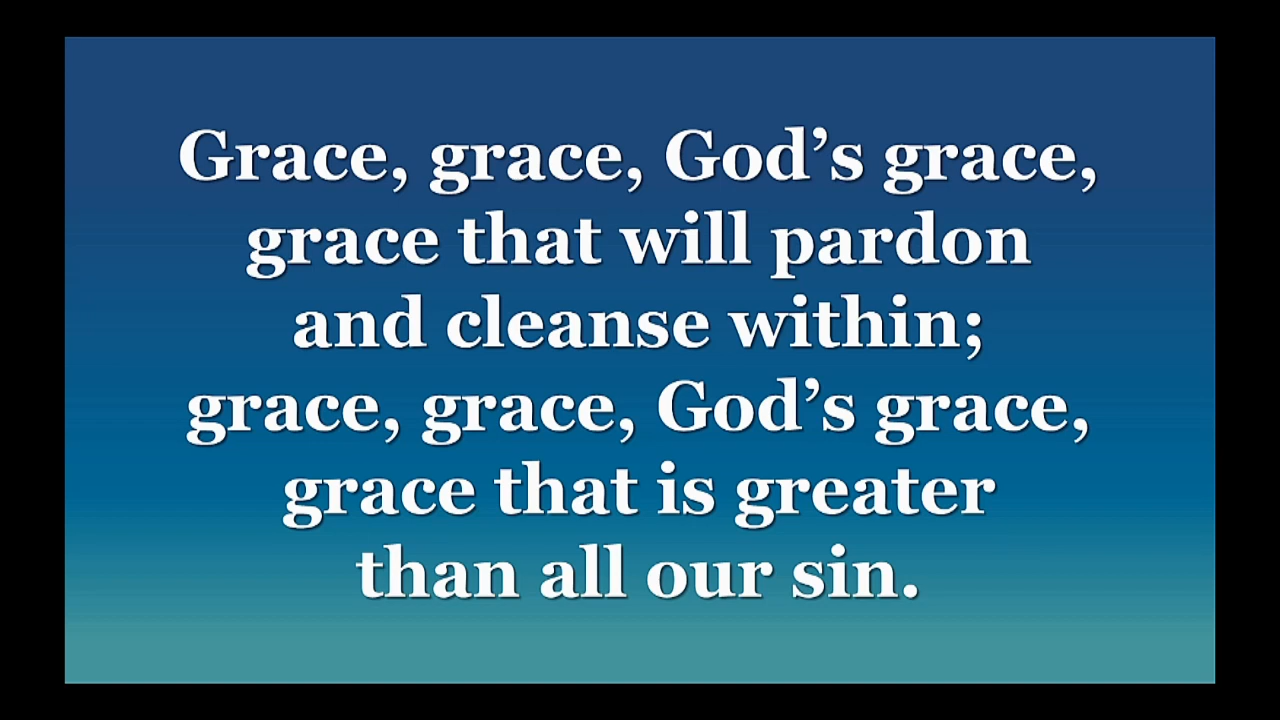 Grace, grace, God’s grace,
grace that will pardon
and cleanse within;
grace, grace, God’s grace,
grace that is greater
than all our sin.